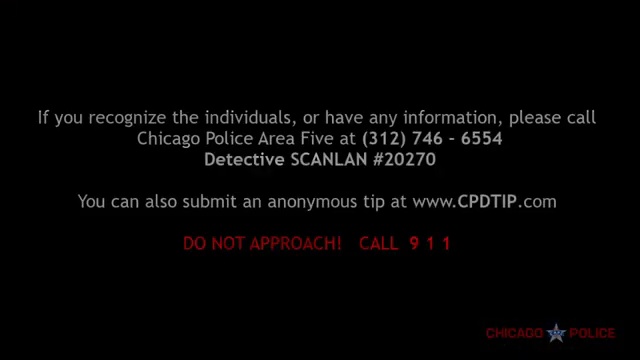 If you recognize the individuals, or have any information, please call
Chicago Police Area Five at (312) 746 - 6554
Detective SCANLAN #20270
You can also submit an anonymous tip at www.CPDTIP.com
DO NOT APPROACH! CALL 9 1 1
CHICAGO POLICE